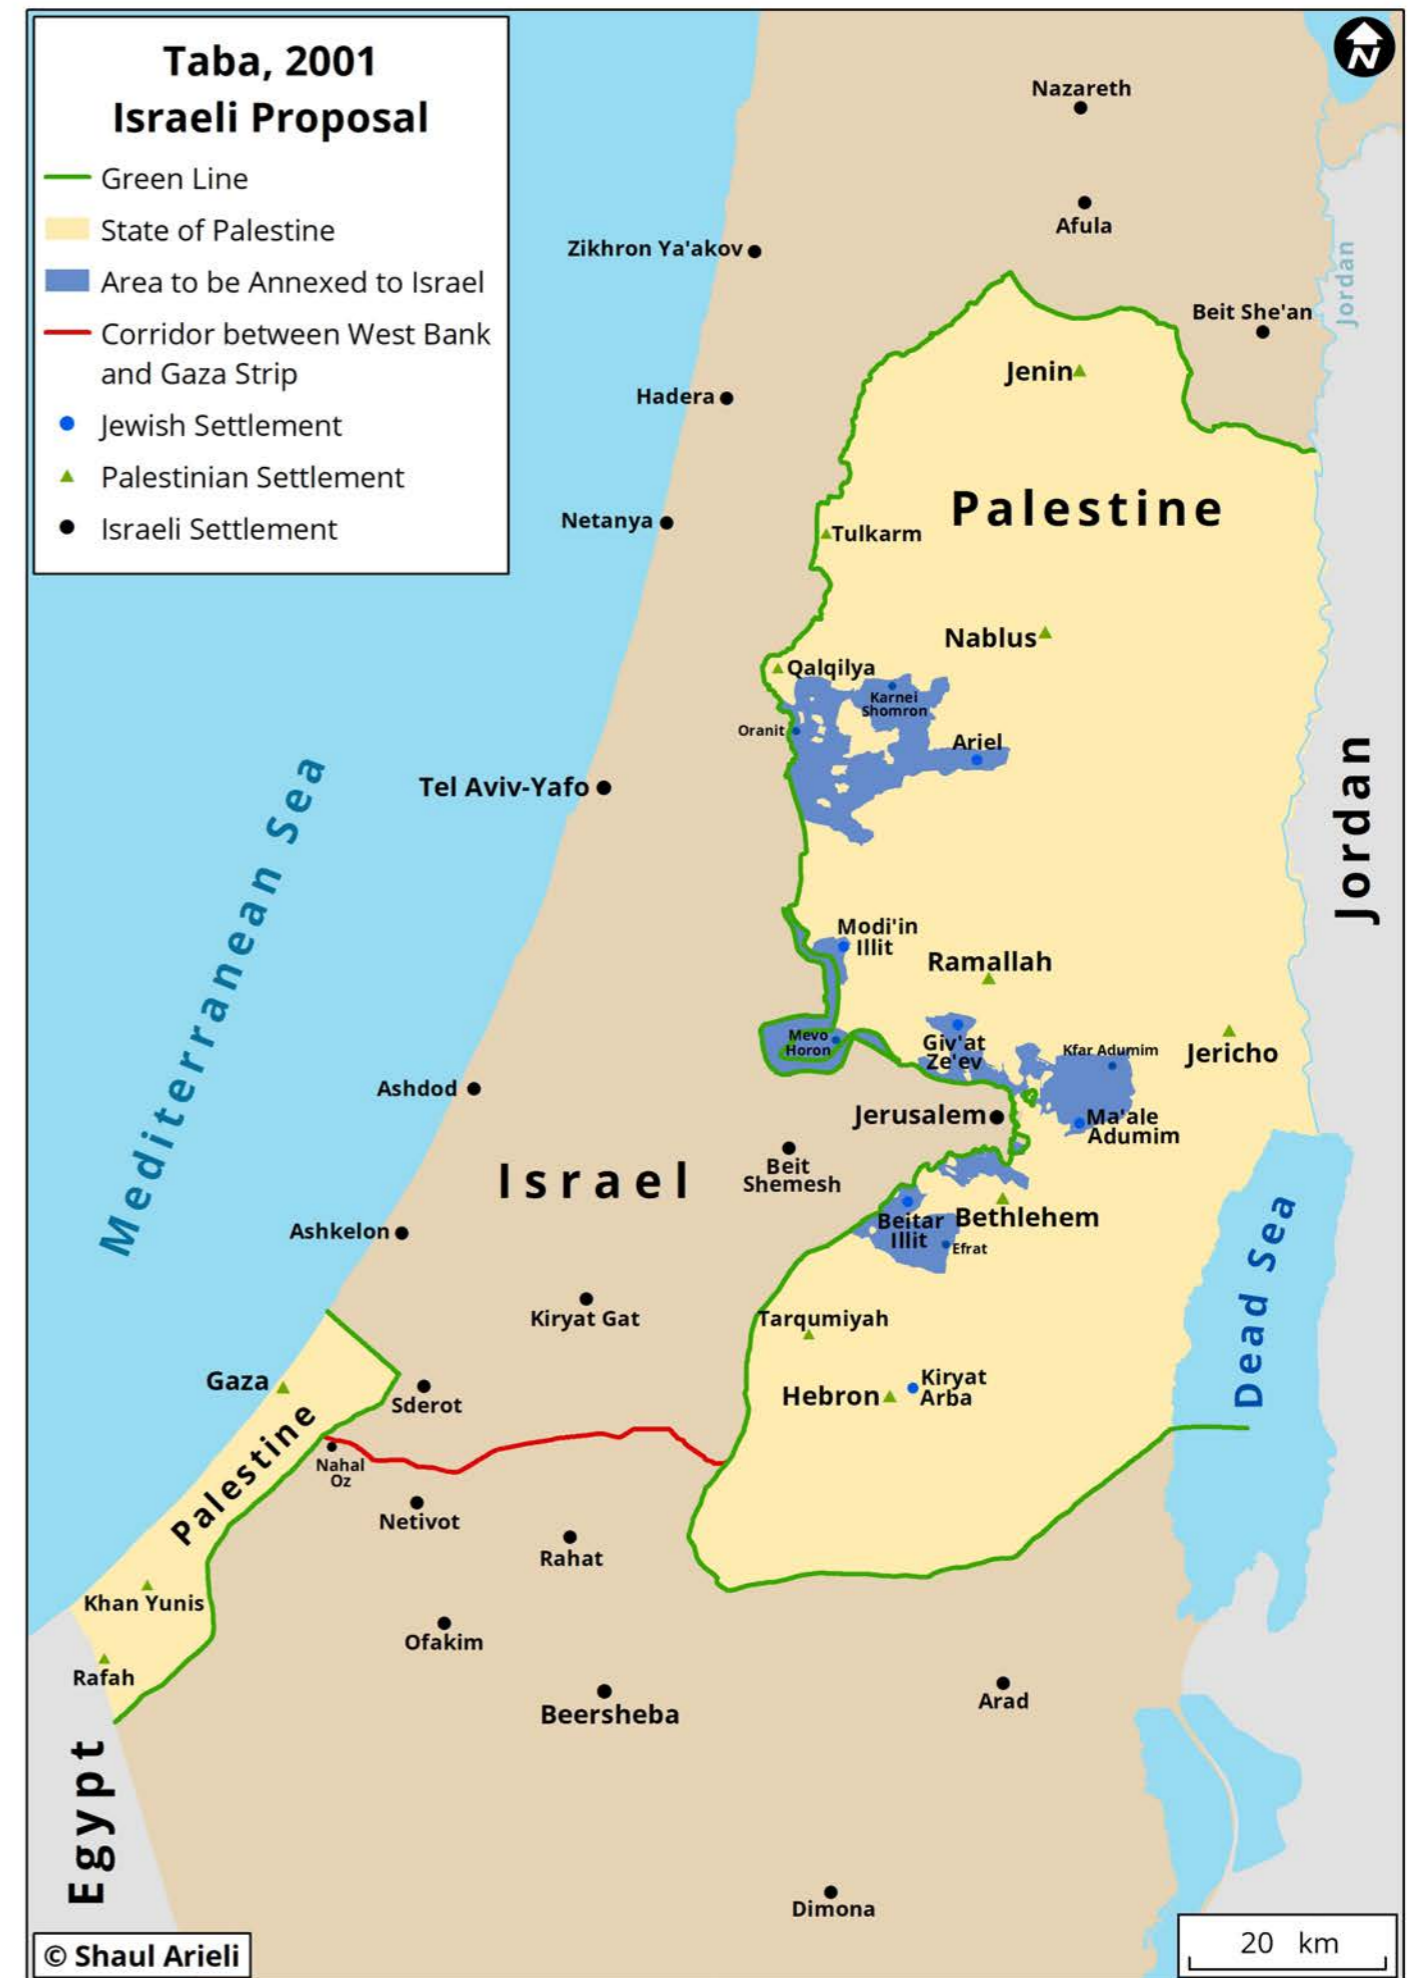 Taba, 2001
Israeli Proposal
Green Line
State of Palestine
Area to be Annexed to Israel
Corridor between West Bank
and Gaza Strip
Jewish Settlement
Palestinian Settlement
Israeli Settlement
N
Nazareth
Afula
Zikhron Ya'akov
Beit She'an
Jordan
Jenin
Hadera
Palestine
Netanya
Tulkarm
Nablus
Qalqilya
Karnei
Shomron
Oranit
Ariel
Tel Aviv-Yafo
Jordan
Mediterranean Sea
Modi'in
Illit
Ramallah
Mevo
Horon
Giv'at
Ze'ev
Kfar Adumim
Jericho
Ashdod
Jerusalem
Ma'ale
Adumim
Beit
Shemesh
Israel
Ashkelon
Beitar
Illit
Bethlehem
Efrat
Dead Sea
Kiryat Gat
Tarqumiyah
Gaza
Sderot
Hebron
Kiryat
Arba
Palestine
Nahal
Oz
Netivot
Rahat
Khan Yunis
Ofakim
Rafah
Beersheba
Arad
Egypt
Dimona
© Shaul Arieli
20 km